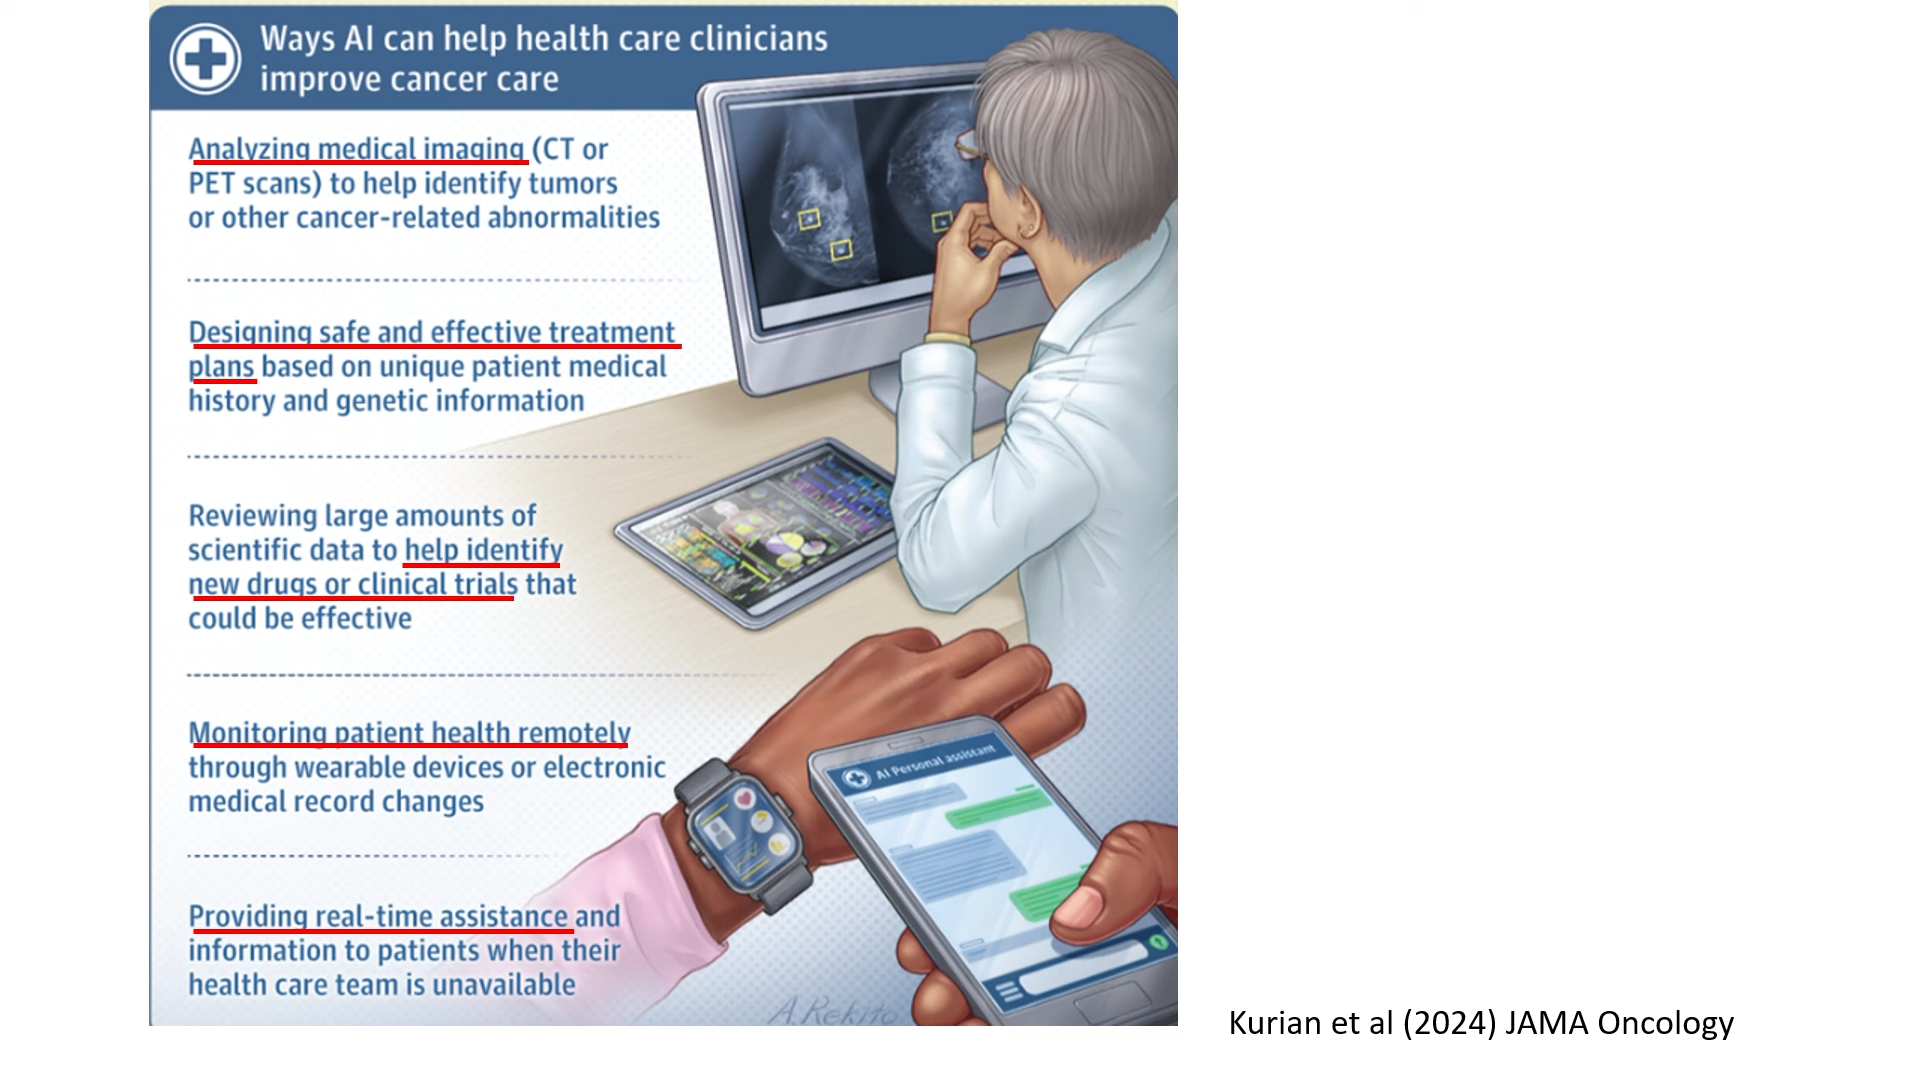 Ways AI can help health care clinicians
improve cancer care
Analyzing medical imaging (CT or
PET scans) to help identify tumors
or other cancer-related abnormalities
Designing safe and effective treatment
plans based on unique patient medical
history and genetic information
Reviewing large amounts of
scientific data to help identify
new drugs or clinical trials that
could be effective
Monitoring patient health remotely
through wearable devices or electronic
medical record changes
AI Personal assistant
Providing real-time assistance and
information to patients when their
health care team is unavailable
A. Rekito
Kurian et al (2024) JAMA Oncology